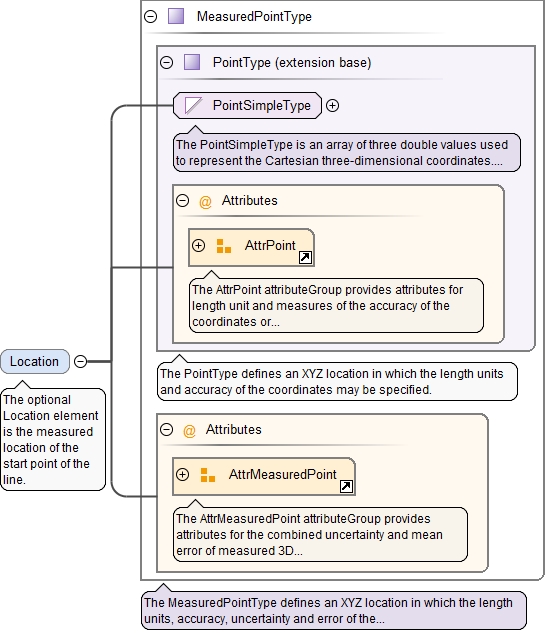 MeasuredPointType
PointType (extension base)
PointSimpleType
The PointSimpleType is an array of three double values used
to represent the Cartesian three-dimensional coordinates....
@ Attributes
AttrPoint
The AttrPoint attributeGroup provides attributes for
length unit and measures of the accuracy of the
coordinates or...
Location
The optional
Location element
is the measured
location of the
start point of the
line.
The PointType defines an XYZ location in which the length units
and accuracy of the coordinates may be specified.
@ Attributes
AttrMeasuredPoint
The AttrMeasuredPoint attributeGroup provides
attributes for the combined uncertainty and mean
error of measured 3D...
The MeasuredPointType defines an XYZ location in which the length
units, accuracy, uncertainty and error of the...